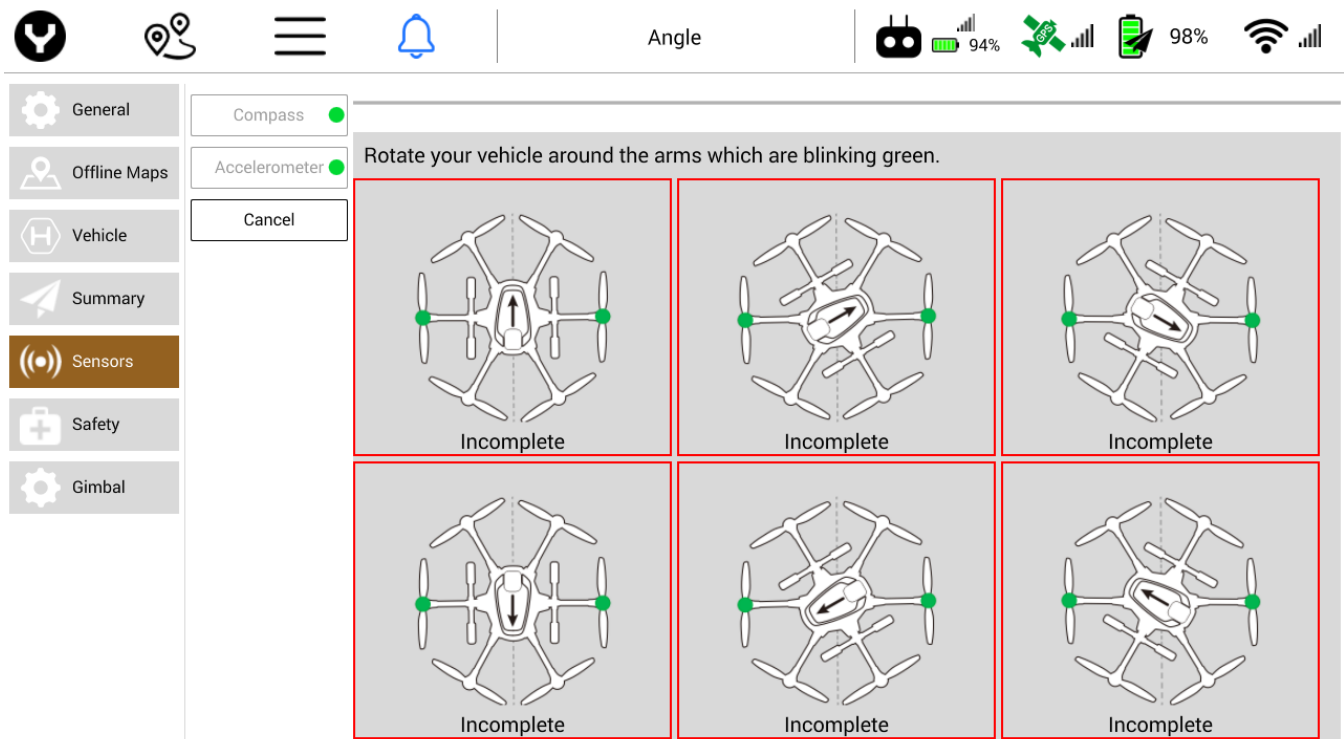 Angle
94%
GPS
98%
General
Offline Maps
Vehicle
Summary
Sensors
Safety
Gimbal
Compass
Accelerometer
Cancel
Rotate your vehicle around the arms which are blinking green.
Incomplete Incomplete Incomplete
Incomplete Incomplete Incomplete